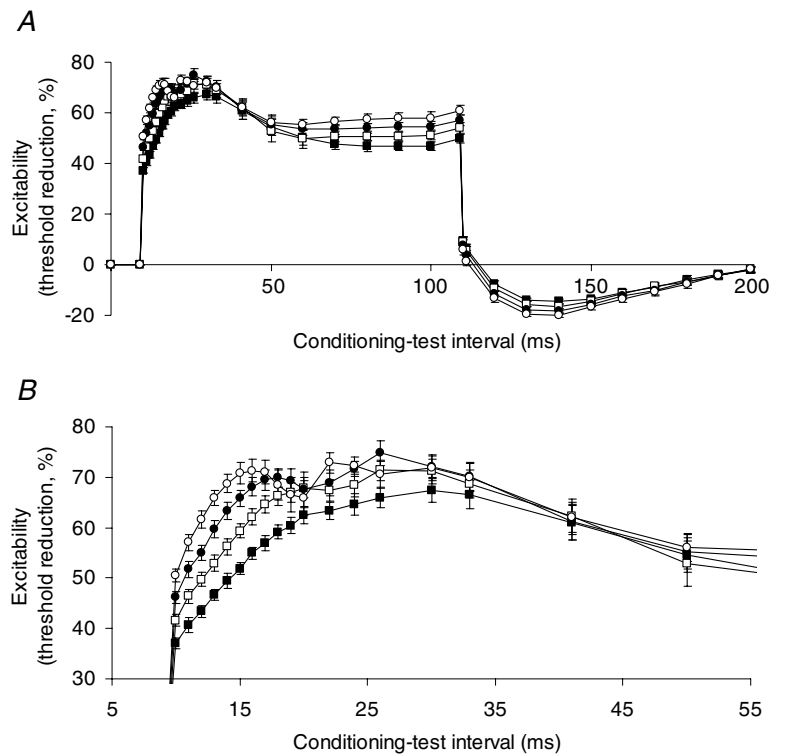 A
80
60
40
20
0
-20
50
100
150
200
Excitability
(threshold reduction, %)
Conditioning-test interval (ms)
B
80
70
60
50
40
30
5
15
25
35
45
55
Excitability
(threshold reduction, %)
Conditioning-test interval (ms)